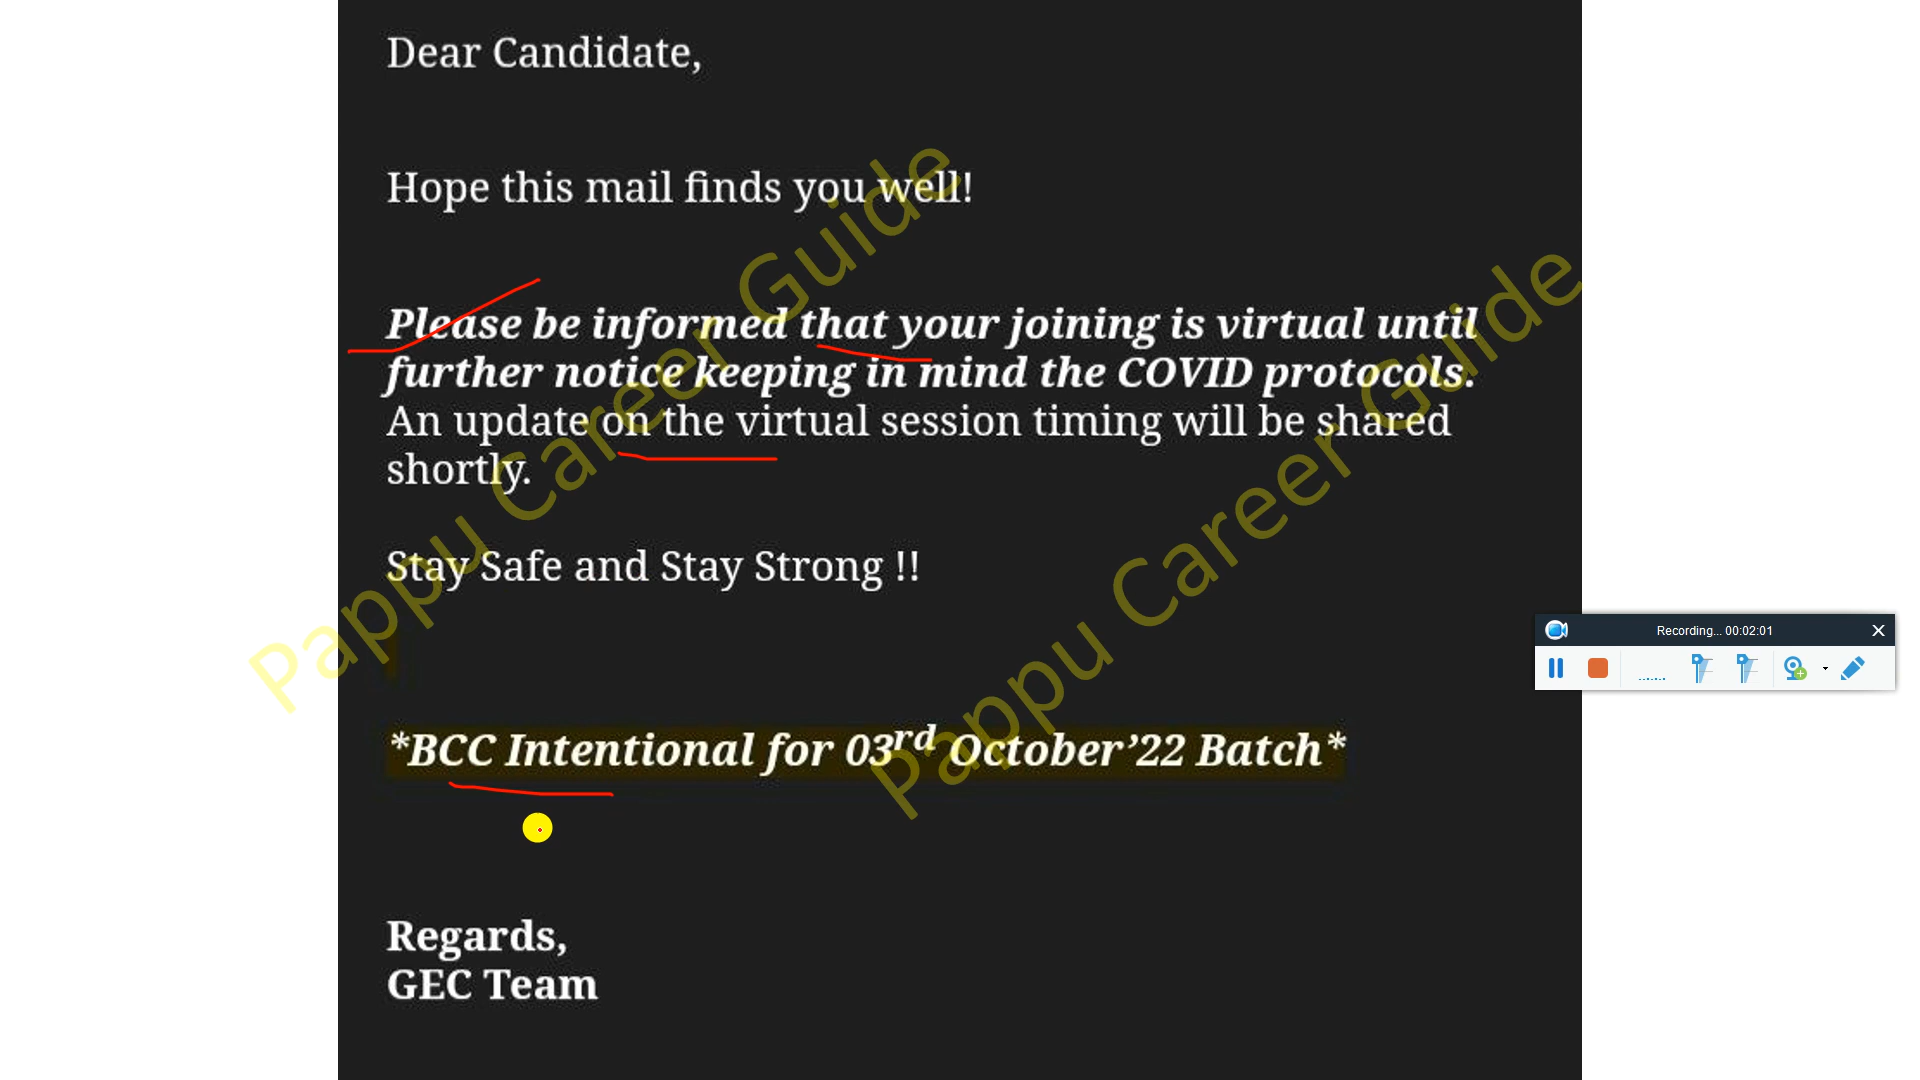 Dear Candidate,
Hope this mail finds you well!
Please be informed that your joining is virtual until
further notice keeping in mind the COVID protocols.
An update on the virtual session timing will be shared
shortly.
Stay Safe and Stay Strong !!
*BCC Intentional for 03rd October’22 Batch*
Regards,
GEC Team
Pappu Career Guide
Pappu Career Guide
Recording... 00:02:01